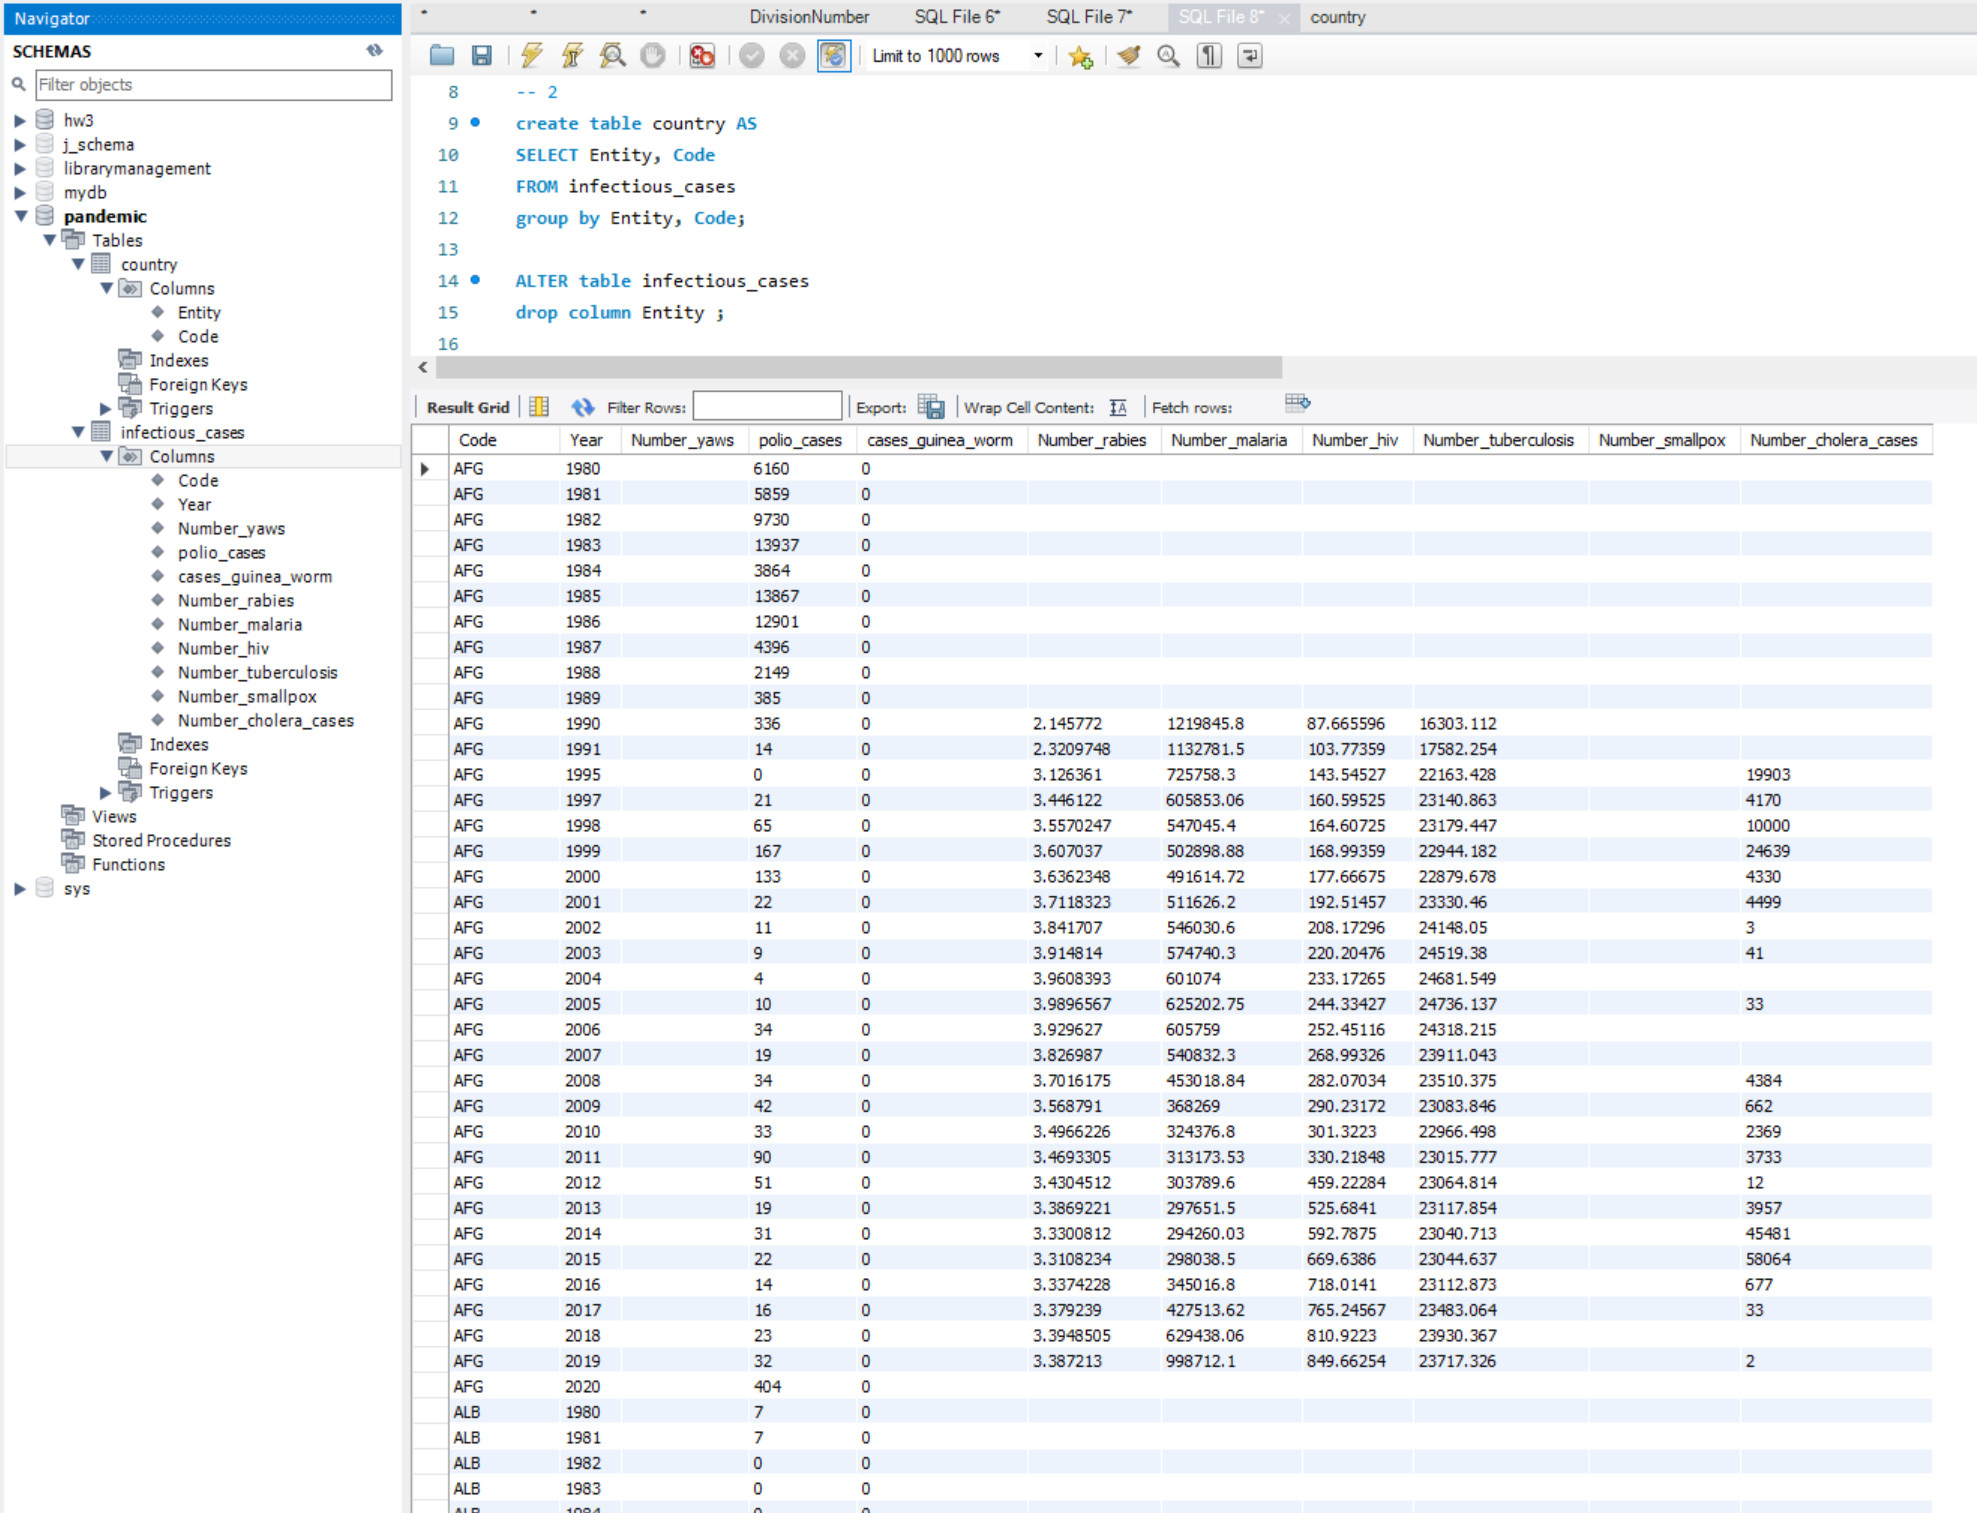 Navigator
SCHEMAS
Filter objects
hw3
j_schema
librarymanagement
mydb
pandemic
Tables
country
Columns
Entity
Code
Indexes
Foreign Keys
Triggers
infectious_cases
Columns
Code
Year
Number_yaws
polio_cases
cases_guinea_worm
Number_rabies
Number_malaria
Number_hiv
Number_tuberculosis
Number_smallpox
Number_cholera_cases
Indexes
Foreign Keys
Triggers
Views
Stored Procedures
Functions
sys
* * * DivisionNumber SQL File 6* SQL File 7* SQL File 8* country
Limit to 1000 rows
8 -- 2
9 create table country AS
10 SELECT Entity, Code
11 FROM infectious_cases
12 group by Entity, Code;
13
14 ALTER table infectious_cases
15 drop column Entity ;
16
Result Grid Filter Rows: Export: Wrap Cell Content: Fetch rows:
Code Year Number_yaws polio_cases cases_guinea_worm Number_rabies Number_malaria Number_hiv Number_tuberculosis Number_smallpox Number_cholera_cases
AFG 1980 6160 0
AFG 1981 5859 0
AFG 1982 9730 0
AFG 1983 13937 0
AFG 1984 3864 0
AFG 1985 13867 0
AFG 1986 12901 0
AFG 1987 4396 0
AFG 1988 2149 0
AFG 1989 385 0
AFG 1990 336 0 2.145772 1219845.8 87.665596 16303.112
AFG 1991 14 0 2.3209748 1132781.5 103.77359 17582.254
AFG 1995 0 0 3.126361 725758.3 143.54527 22163.428 19903
AFG 1997 21 0 3.446122 605853.06 160.59525 23140.863 4170
AFG 1998 65 0 3.5570247 547045.4 164.60725 23179.447 10000
AFG 1999 167 0 3.607037 502898.88 168.99359 22944.182 24639
AFG 2000 133 0 3.6362348 491614.72 177.66675 22879.678 4330
AFG 2001 22 0 3.7118323 511626.2 192.51457 23330.46 4499
AFG 2002 11 0 3.841707 546030.6 208.17296 24148.05 3
AFG 2003 9 0 3.914814 574740.3 220.20476 24519.38 41
AFG 2004 4 0 3.9608393 601074 233.17265 24681.549
AFG 2005 10 0 3.9896567 625202.75 244.33427 24736.137 33
AFG 2006 34 0 3.929627 605759 252.45116 24318.215
AFG 2007 19 0 3.826987 540832.3 268.99326 23911.043
AFG 2008 34 0 3.7016175 453018.84 282.07034 23510.375 4384
AFG 2009 42 0 3.568791 368269 290.23172 23083.846 662
AFG 2010 33 0 3.4966226 324376.8 301.3223 22966.498 2369
AFG 2011 90 0 3.4693305 313173.53 330.21848 23015.777 3733
AFG 2012 51 0 3.4304512 303789.6 459.22284 23064.814 12
AFG 2013 19 0 3.3869221 297651.5 525.6841 23117.854 3957
AFG 2014 31 0 3.3300812 294260.03 592.7875 23040.713 45481
AFG 2015 22 0 3.3108234 298038.5 669.6386 23044.637 58064
AFG 2016 14 0 3.3374228 345016.8 718.0141 23112.873 677
AFG 2017 16 0 3.379239 427513.62 765.24567 23483.064 33
AFG 2018 23 0 3.3948505 629438.06 810.9223 23930.367
AFG 2019 32 0 3.387213 998712.1 849.66254 23717.326 2
AFG 2020 404 0
ALB 1980 7 0
ALB 1981 7 0
ALB 1982 0 0
ALB 1983 0 0
ALB 1984 0 0